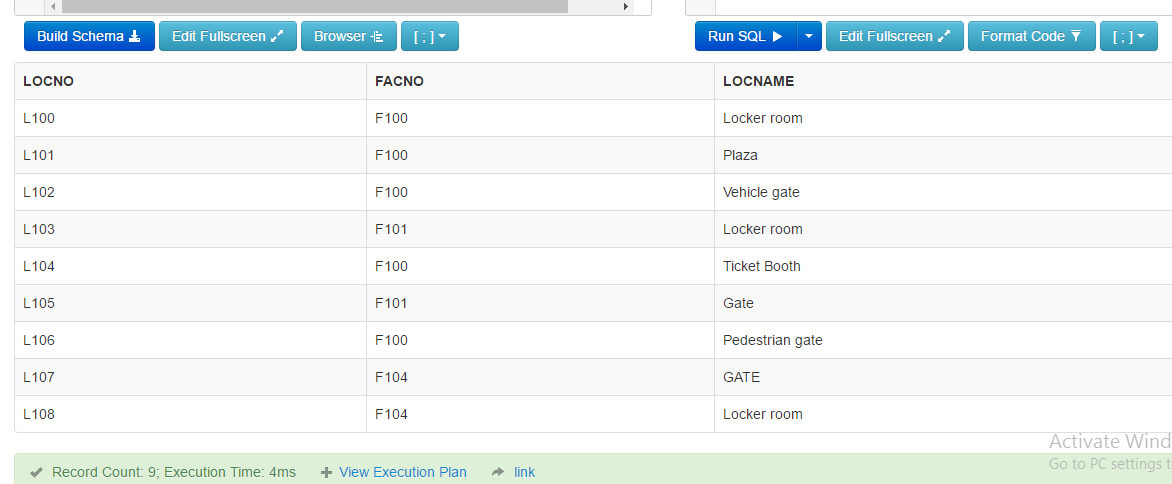 Build Schema Edit Fullscreen Browser [ ; ] Run SQL Edit Fullscreen Format Code [ ; ]
LOCNO FACNO LOCNAME
L100 F100 Locker room
L101 F100 Plaza
L102 F100 Vehicle gate
L103 F101 Locker room
L104 F100 Ticket Booth
L105 F101 Gate
L106 F100 Pedestrian gate
L107 F104 GATE
L108 F104 Locker room
Activate Wind
Record Count: 9; Execution Time: 4ms View Execution Plan link
Go to PC settings t